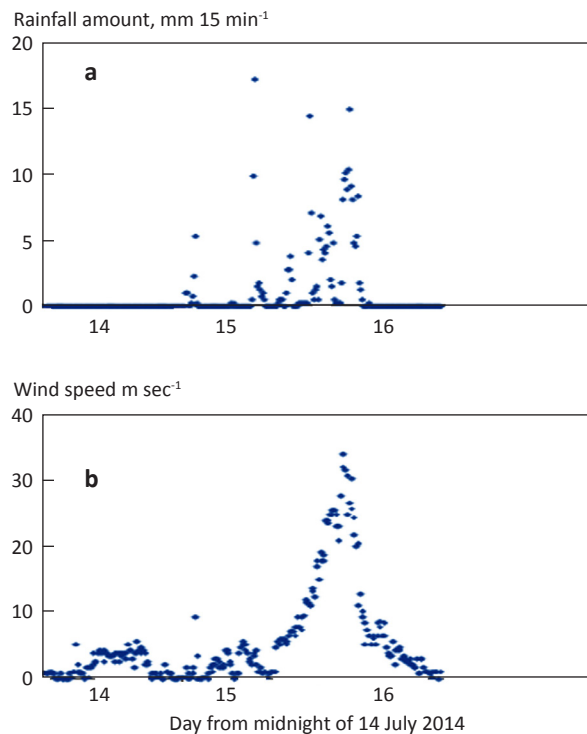 Rainfall amount, mm 15 min⁻¹
20
a
15
10
5
0
14 15 16
Wind speed m sec⁻¹
40
b
30
20
10
0
14 15 16
Day from midnight of 14 July 2014